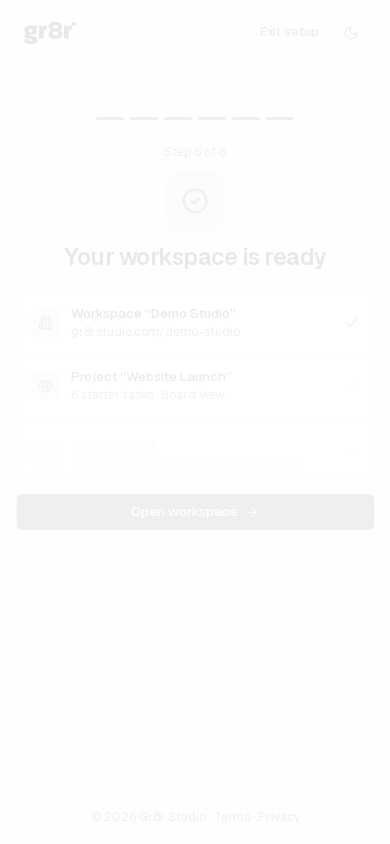 gr8r
Exit setup
Step 6 of 6
Your workspace is ready
Workspace “Demo Studio”
gr8rstudio.com/demo-studio
Project “Website Launch”
6 starter tasks · Board view
Open workspace
© 2026 Gr8r Studio · Terms · Privacy